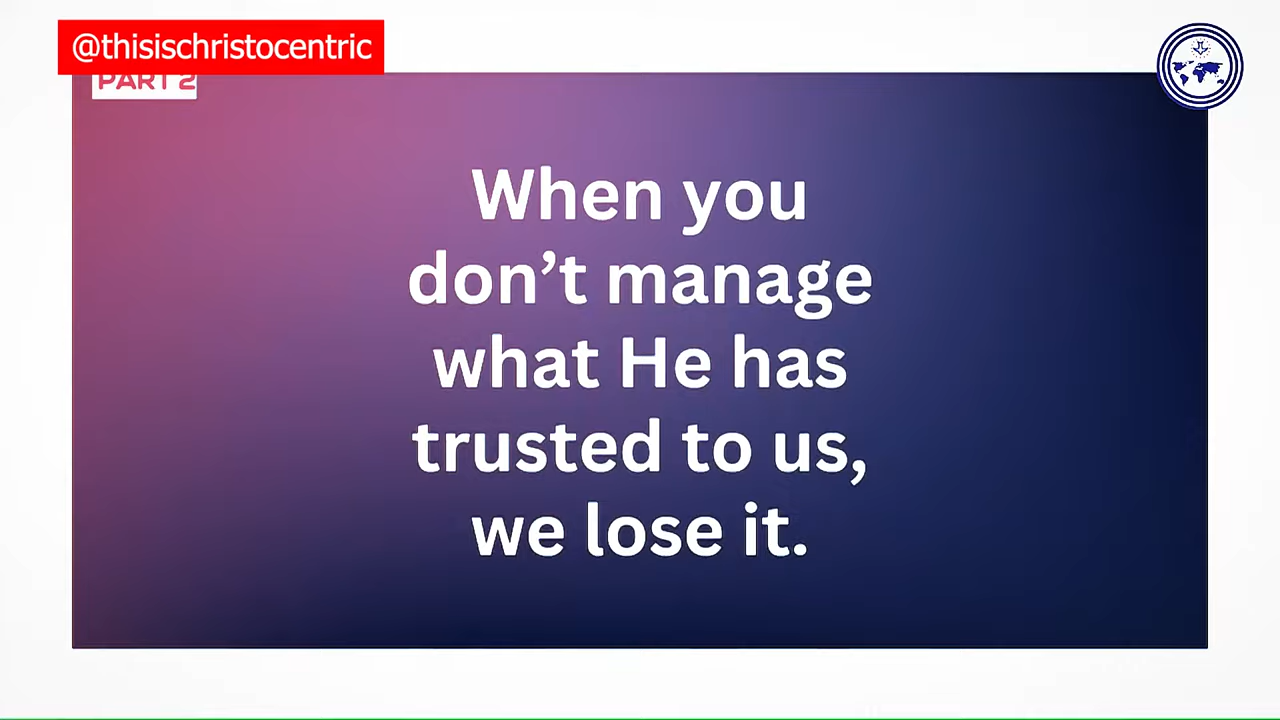 @thisischristocentric
PART 2
When you
don’t manage
what He has
trusted to us,
we lose it.